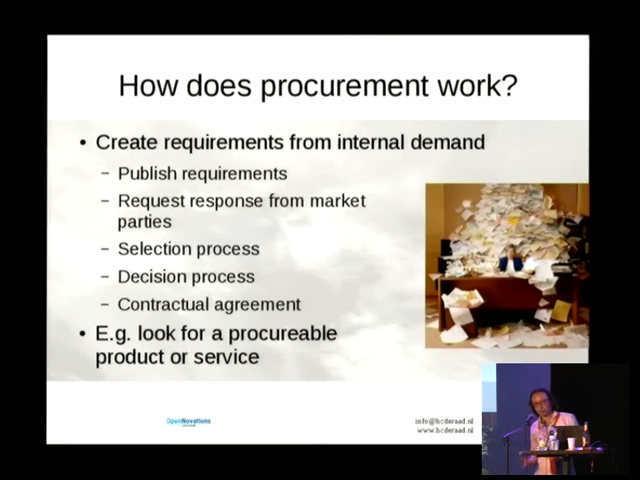 How does procurement work?
• Create requirements from internal demand
– Publish requirements
– Request response from market
parties
– Selection process
– Decision process
– Contractual agreement
• E.g. look for a procureable
product or service
OpenNovations
info@hcderaad.nl
www.hcderaad.nl